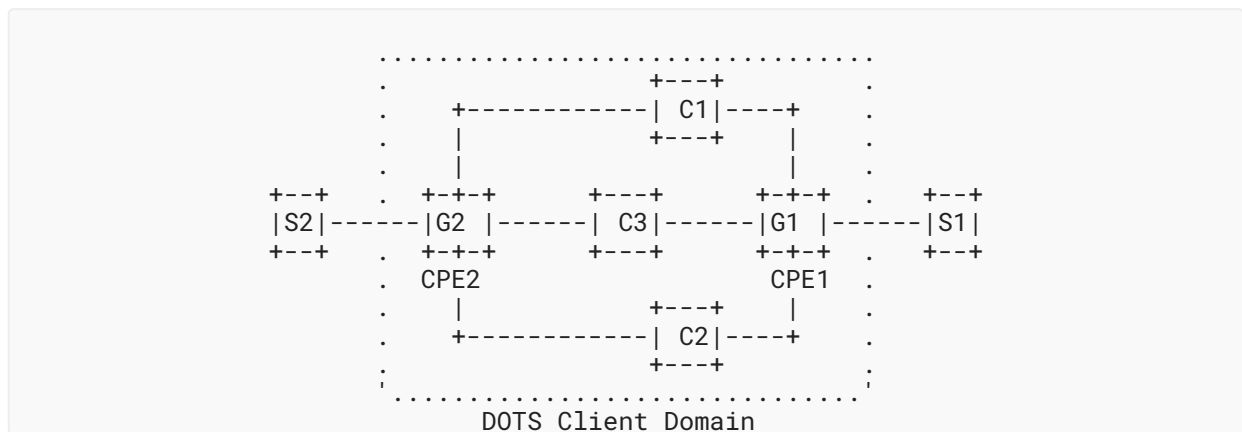 . . . . . . . . . . . . . . . . . . . . . . . . . . . . . . . . .
.                  +---+          .
.    +-------------| C1|----+     .
.    |             +---+    |     .
.    |                      |     .
+--+    .  +-+-+      +---+      +-+-+  .   +--+
|S2|------|G2 |------| C3|------|G1 |------|S1|
+--+    .  +-+-+      +---+      +-+-+  .   +--+
.  CPE2                    CPE1  .
.    |             +---+    |     .
.    +-------------| C2|----+     .
.                  +---+          .
'. . . . . . . . . . . . . . . . . . . . . . . . . . . . . . . .'
DOTS Client Domain